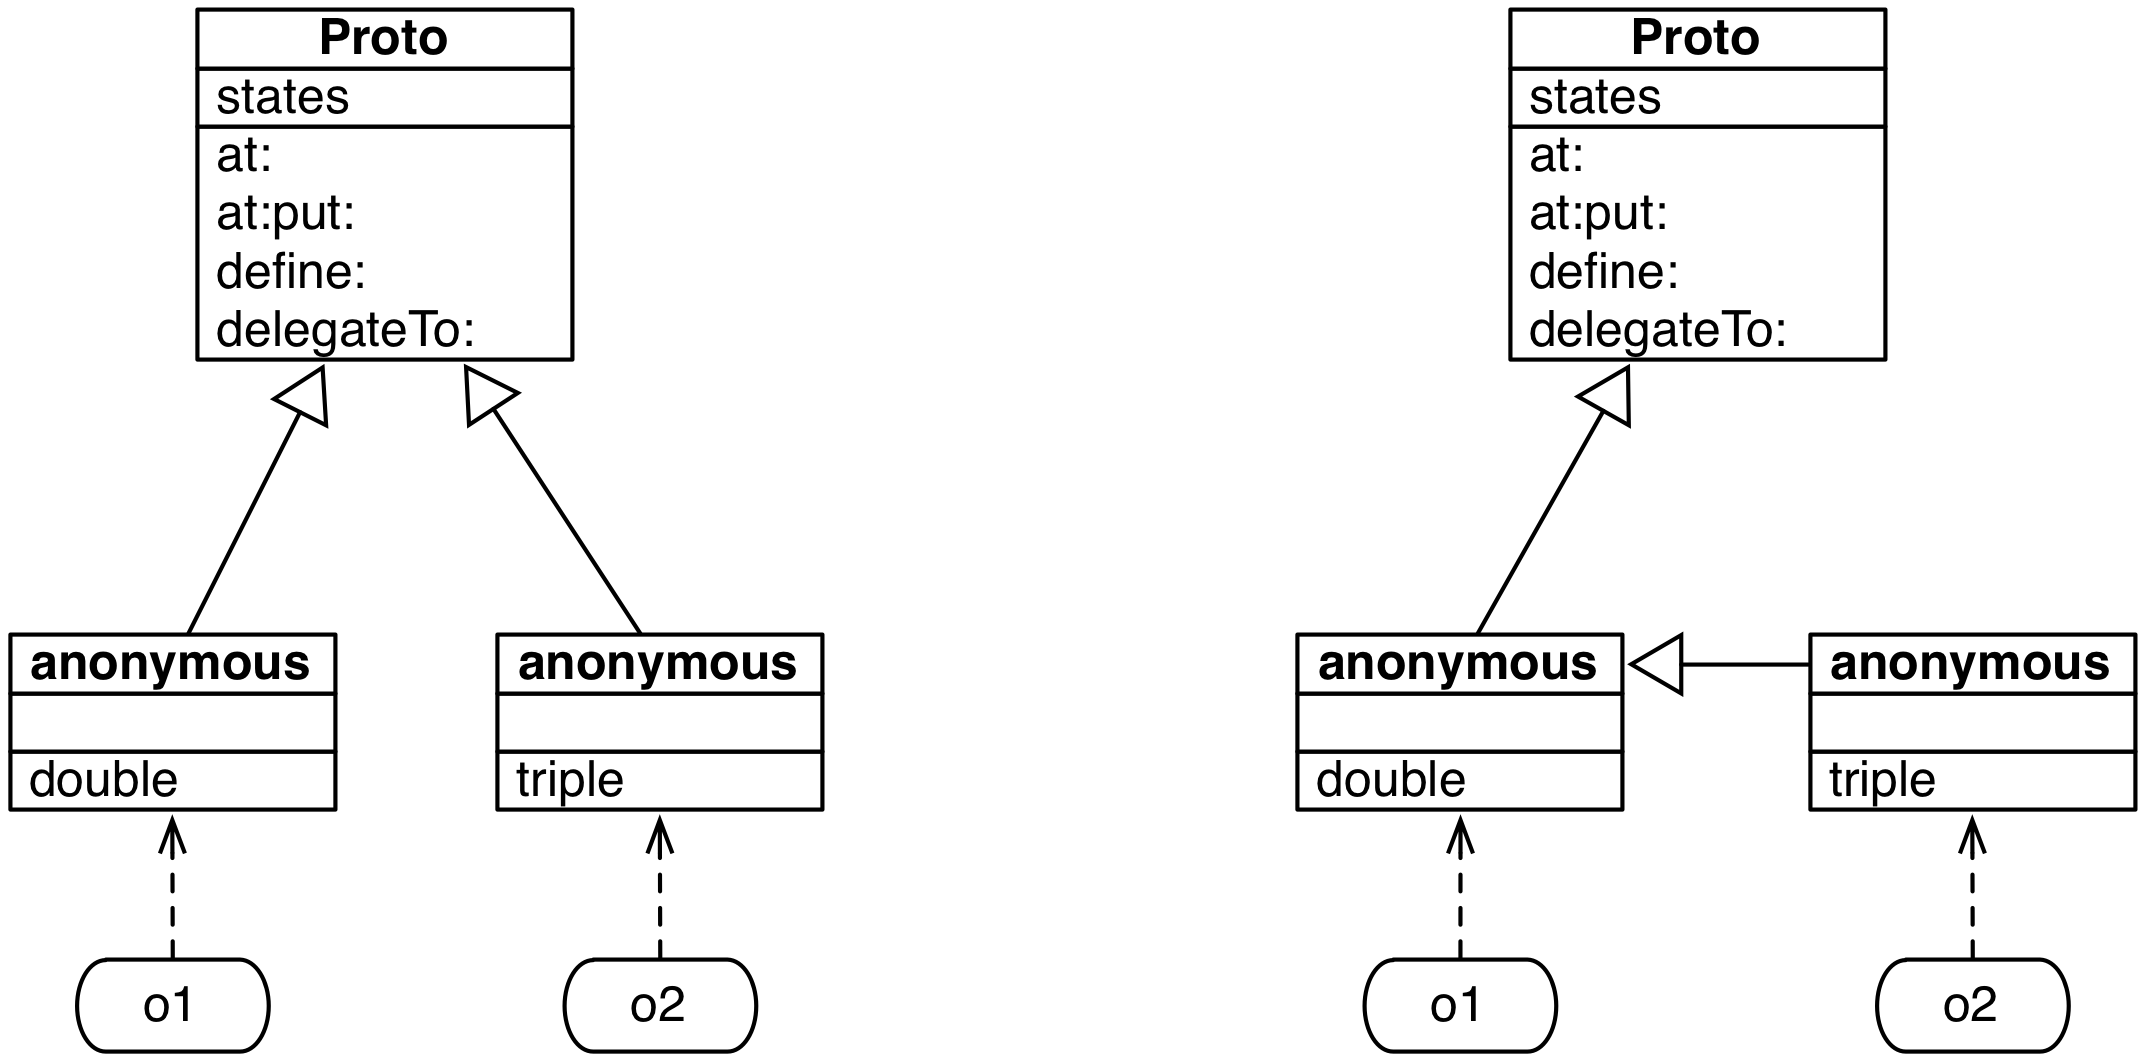 Proto
states
at:
at:put:
define:
delegateTo:
anonymous
double
o1
anonymous
triple
o2
Proto
states
at:
at:put:
define:
delegateTo:
anonymous
double
o1
anonymous
triple
o2